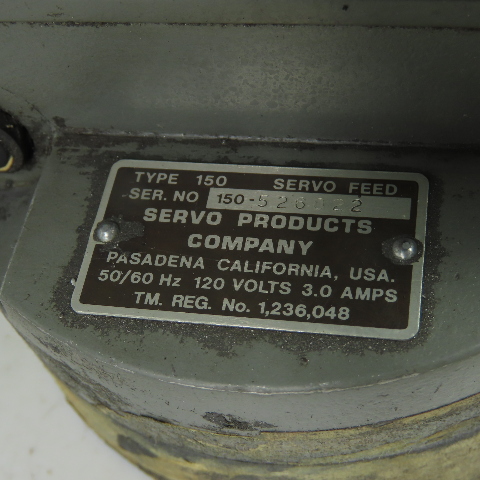 TYPE 150 SERVO FEED
SER. NO 150-
SERVO PRODUCTS
COMPANY
PASADENA CALIFORNIA, USA.
50/60 Hz 120 VOLTS 3.0 AMPS
TM. REG. No. 1,236,048